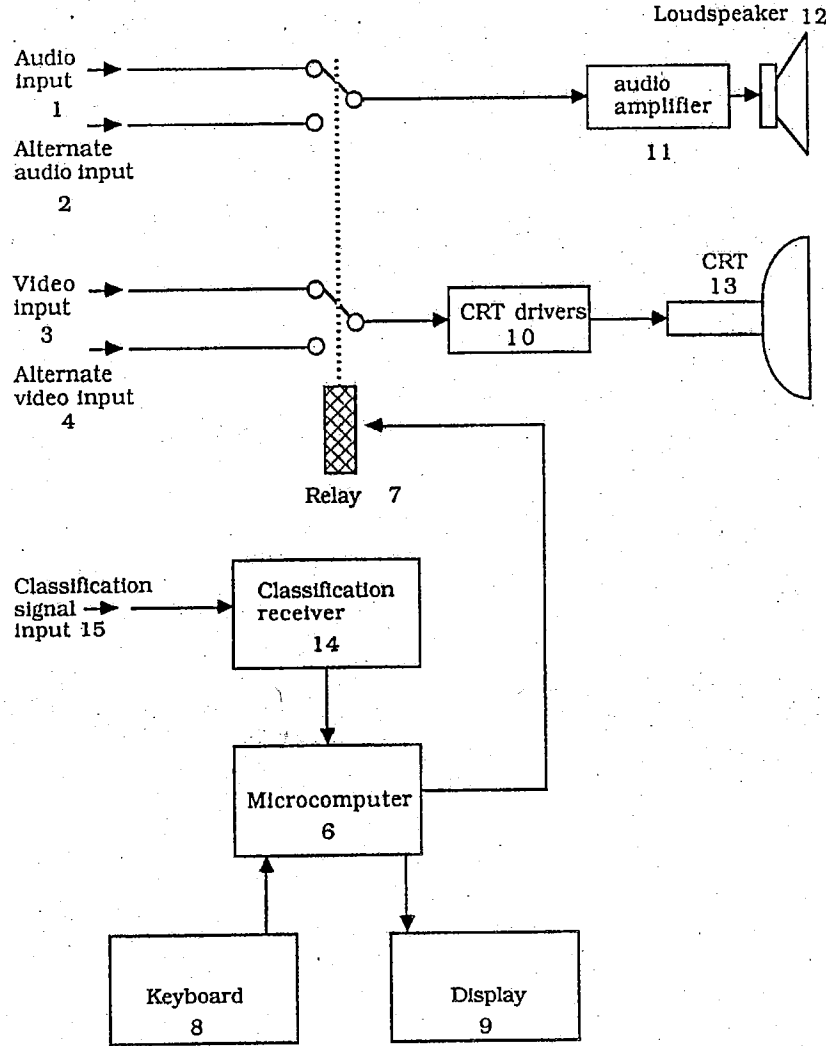 Loudspeaker 12
Audio
input
1
audio
amplifier
11
Alternate
audio input
2
Video
input
3
CRT
13
CRT drivers
10
Alternate
video input
4
Relay 7
Classification
signal
input 15
Classification
receiver
14
Microcomputer
6
Keyboard
8
Display
9